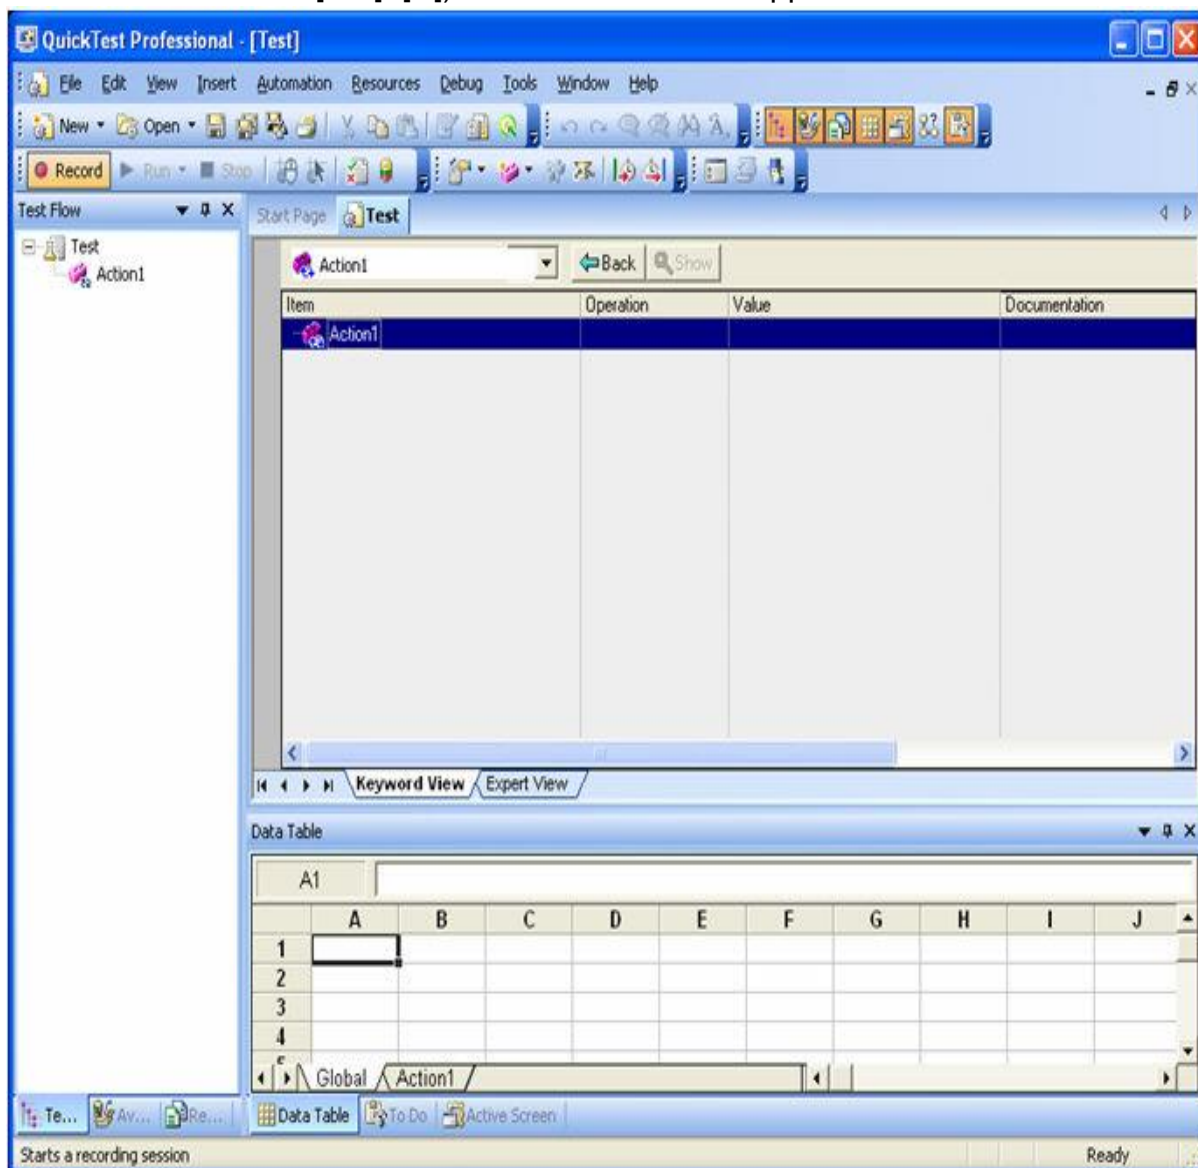 QuickTest Professional - [Test]
File Edit View Insert Automation Resources Debug Tools Window Help
New Open
Record Run Stop
Test Flow
Start Page Test
Test
Action1
Action1 Back Show
Item Operation Value Documentation
Action1
Keyword View Expert View
Data Table
A1
A B C D E F G H I J
1
2
3
4
Global Action1
Te... Av... Re... Data Table To Do Active Screen
Starts a recording session Ready